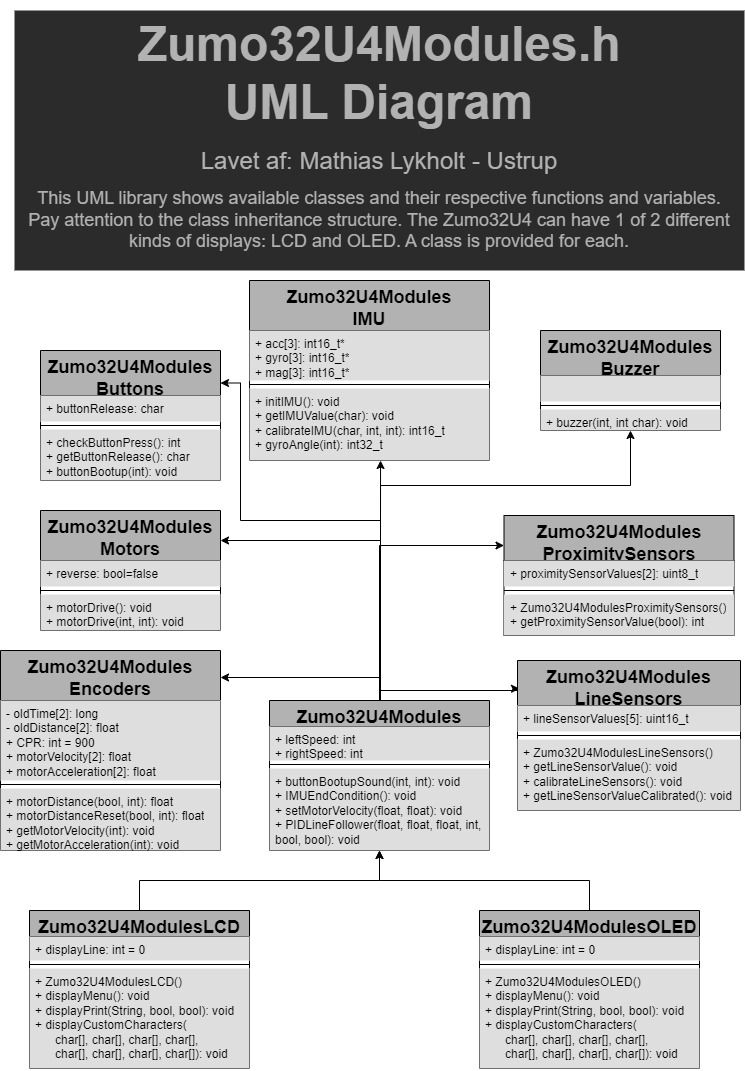 Zumo32U4Modules.h
UML Diagram
Lavet af: Mathias Lykholt - Ustrup
This UML library shows available classes and their respective functions and variables.
Pay attention to the class inheritance structure. The Zumo32U4 can have 1 of 2 different
kinds of displays: LCD and OLED. A class is provided for each.
Zumo32U4Modules
IMU
+ acc[3]: int16_t*
+ gyro[3]: int16_t*
+ mag[3]: int16_t*
+ initIMU(): void
+ getIMUValue(char): void
+ calibrateIMU(char, int, int): int16_t
+ gyroAngle(int): int32_t
Zumo32U4Modules
Buttons
+ buttonRelease: char
+ checkButtonPress(): int
+ getButtonRelease(): char
+ buttonBootup(int): void
Zumo32U4Modules
Buzzer
+ buzzer(int, int char): void
Zumo32U4Modules
Motors
+ reverse: bool=false
+ motorDrive(): void
+ motorDrive(int, int): void
Zumo32U4Modules
ProximitySensors
+ proximitySensorValues[2]: uint8_t
+ Zumo32U4ModulesProximitySensors()
+ getProximitySensorValue(bool): int
Zumo32U4Modules
Encoders
- oldTime[2]: long
- oldDistance[2]: float
+ CPR: int = 900
+ motorVelocity[2]: float
+ motorAcceleration[2]: float
+ motorDistance(bool, int): float
+ motorDistanceReset(bool, int): float
+ getMotorVelocity(int): void
+ getMotorAcceleration(int): void
Zumo32U4Modules
LineSensors
+ lineSensorValues[5]: uint16_t
+ Zumo32U4ModulesLineSensors()
+ getLineSensorValue(): void
+ calibrateLineSensors(): void
+ getLineSensorValueCalibrated(): void
Zumo32U4Modules
+ leftSpeed: int
+ rightSpeed: int
+ buttonBootupSound(int, int): void
+ IMUEndCondition(): void
+ setMotorVelocity(float, float): void
+ PIDLineFollower(float, float, float, int,
bool, bool): void
Zumo32U4ModulesLCD
+ displayLine: int = 0
+ Zumo32U4ModulesLCD()
+ displayMenu(): void
+ displayPrint(String, bool, bool): void
+ displayCustomCharacters(
char[], char[], char[], char[],
char[], char[], char[], char[]): void
Zumo32U4ModulesOLED
+ displayLine: int = 0
+ Zumo32U4ModulesOLED()
+ displayMenu(): void
+ displayPrint(String, bool, bool): void
+ displayCustomCharacters(
char[], char[], char[], char[],
char[], char[], char[], char[]): void